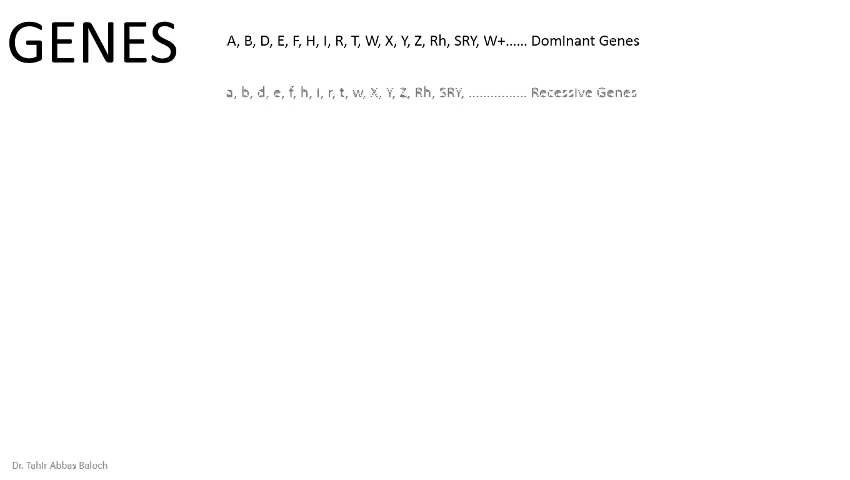 GENES
A, B, D, E, F, H, I, R, T, W, X, Y, Z, Rh, SRY, W+...... Dominant Genes
a, b, d, e, f, h, i, r, t, w, X, Y, Z, Rh, SRY, ................ Recessive Genes
Dr. Tahir Abbas Baloch